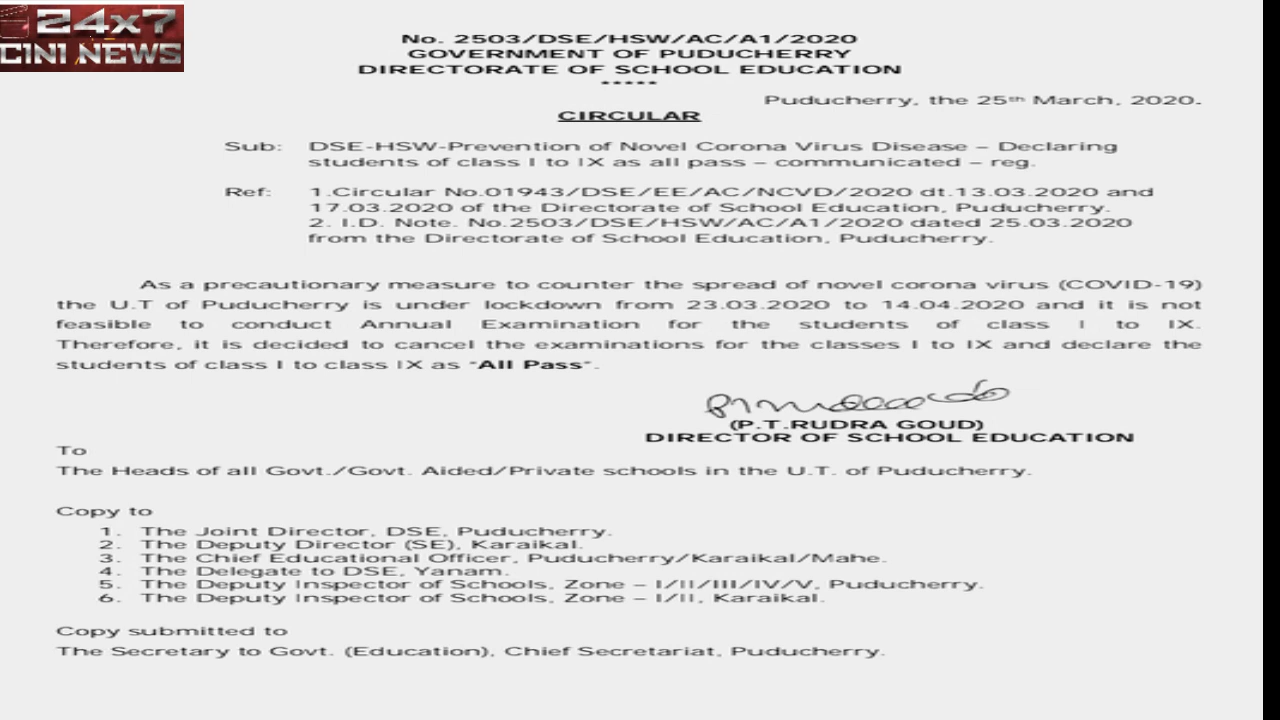 24x7
CINI NEWS
No. 2503/DSE/HSW/AC/A1/2020
GOVERNMENT OF PUDUCHERRY
DIRECTORATE OF SCHOOL EDUCATION
*****
Puducherry, the 25th March, 2020.
CIRCULAR
Sub: DSE-HSW-Prevention of Novel Corona Virus Disease – Declaring
students of class I to IX as all pass – communicated – reg.
Ref: 1.Circular No.01943/DSE/EE/AC/NCVD/2020 dt.13.03.2020 and
17.03.2020 of the Directorate of School Education, Puducherry.
2. I.D. Note. No.2503/DSE/HSW/AC/A1/2020 dated 25.03.2020
from the Directorate of School Education, Puducherry.
As a precautionary measure to counter the spread of novel corona virus (COVID-19)
the U.T of Puducherry is under lockdown from 23.03.2020 to 14.04.2020 and it is not
feasible to conduct Annual Examination for the students of class I to IX.
Therefore, it is decided to cancel the examinations for the classes I to IX and declare the
students of class I to class IX as "All Pass".
(P.T.RUDRA GOUD)
DIRECTOR OF SCHOOL EDUCATION
To
The Heads of all Govt./Govt. Aided/Private schools in the U.T. of Puducherry.
Copy to
1. The Joint Director, DSE, Puducherry.
2. The Deputy Director (SE), Karaikal.
3. The Chief Educational Officer, Puducherry/Karaikal/Mahe.
4. The Delegate to DSE, Yanam.
5. The Deputy Inspector of Schools, Zone – I/II/III/IV/V, Puducherry.
6. The Deputy Inspector of Schools, Zone – I/II, Karaikal.
Copy submitted to
The Secretary to Govt. (Education), Chief Secretariat, Puducherry.